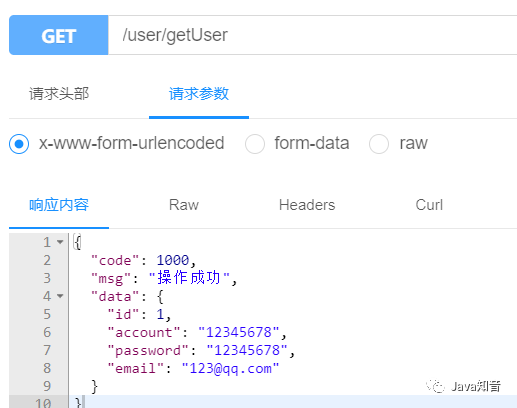 GET /user/getUser
请求头部 请求参数
x-www-form-urlencoded form-data raw
响应内容 Raw Headers Curl
1 {
2 "code": 1000,
3 "msg": "操作成功",
4 "data": {
5 "id": 1,
6 "account": "12345678",
7 "password": "12345678",
8 "email": "123@qq.com"
9 }
10 }
Java知音